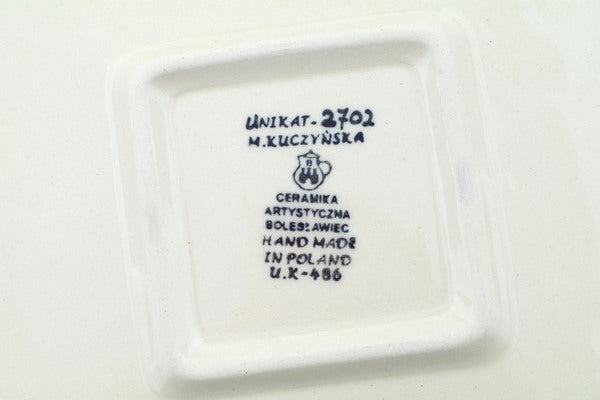 UNIKAT-2702
M.KUCZYŃSKA
B
CERAMIKA
ARTYSTYCZNA
BOLESŁAWIEC
HAND MADE
IN POLAND
U.K-486